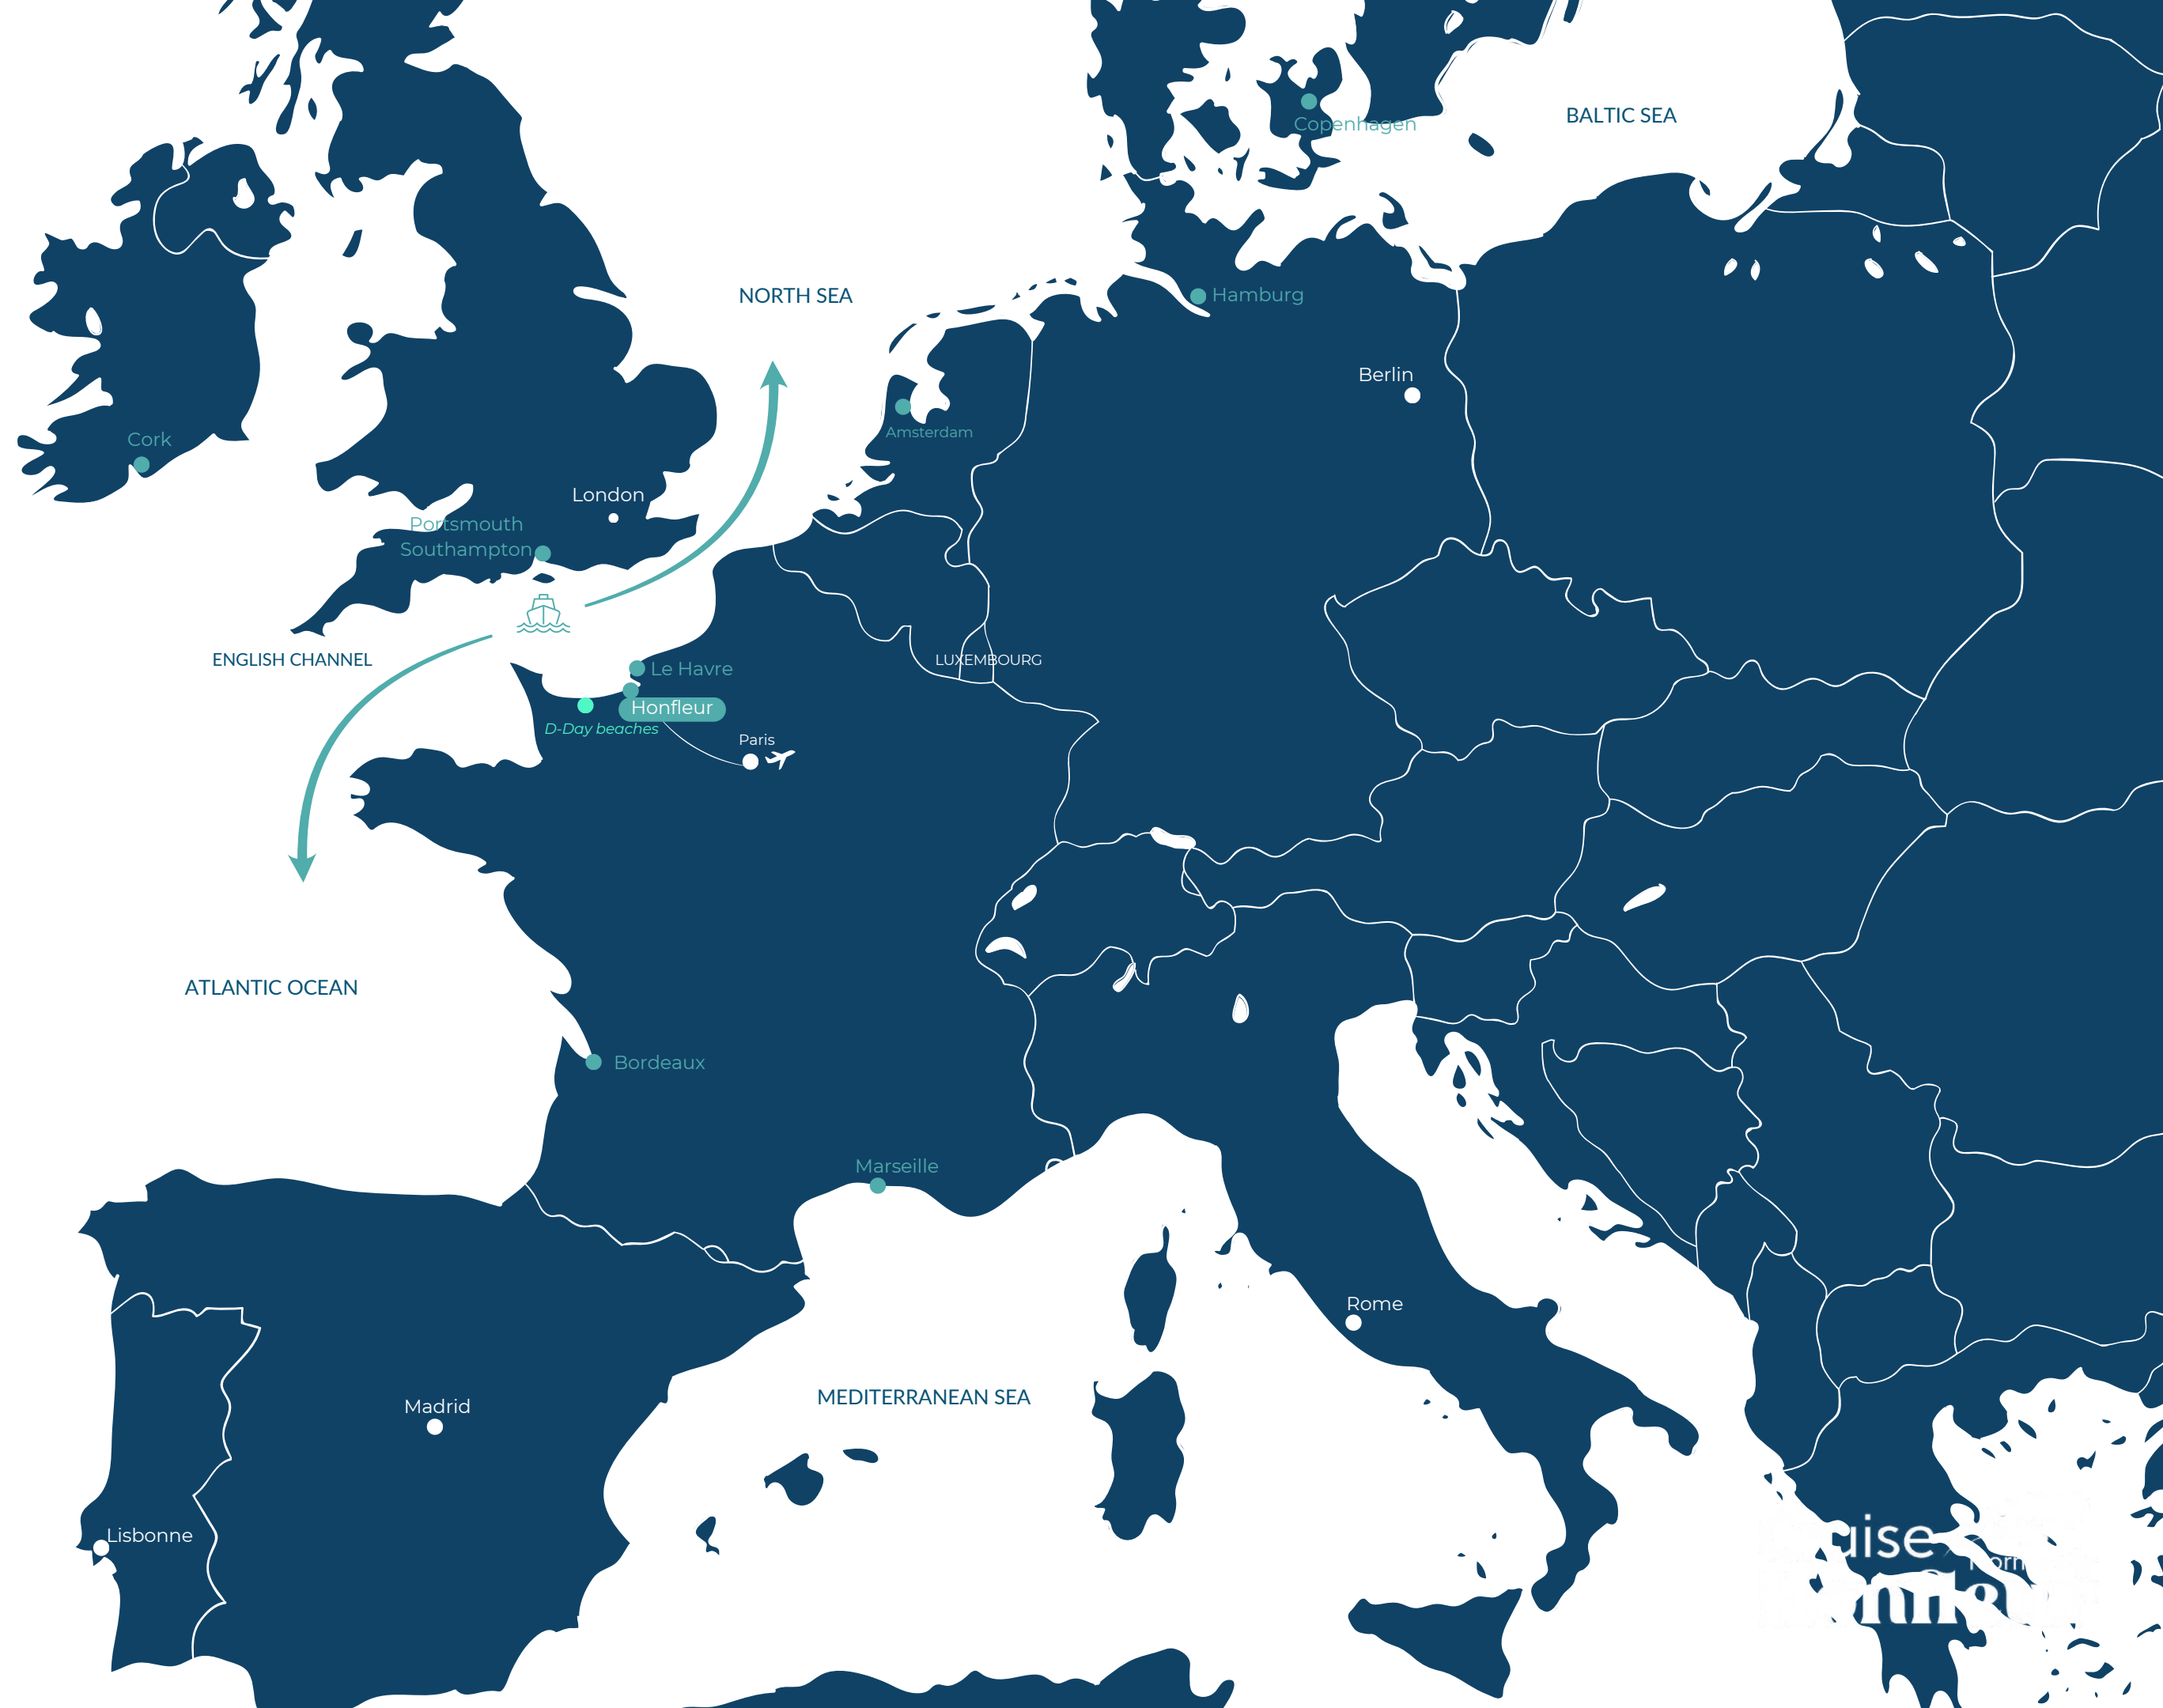 Copenhagen
BALTIC SEA
NORTH SEA
Hamburg
Berlin
Amsterdam
Cork
London
Portsmouth
Southampton
ENGLISH CHANNEL
LUXEMBOURG
Le Havre
Honfleur
D-Day beaches
Paris
ATLANTIC OCEAN
Bordeaux
Marseille
Rome
MEDITERRANEAN SEA
Madrid
Lisbonne